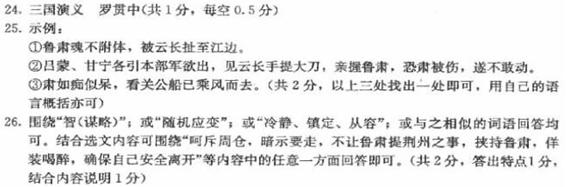 24. 三国演义　罗贯中(共1分，每空0.5分)
25. 示例：
①鲁肃魂不附体，被云长扯至江边。
②吕蒙、甘宁各引本部军欲出，见云长手提大刀，亲握鲁肃，恐肃被伤，遂不敢动。
③肃如痴似呆，看关公船已乘风而去。(共2分，以上三处找出一处即可，用自己的语
言概括亦可)
26. 围绕“智(谋略)”；或“随机应变”；或“冷静、镇定、从容”；或与之相似的词语回答均
可。结合选文内容可围绕“呵斥周仓，暗示要走，不让鲁肃提荆州之事，挟持鲁肃，佯
装喝醉，确保自己安全离开”等内容中的任意一方面回答即可。(共2分，答出特点1分，
结合内容说明1分)